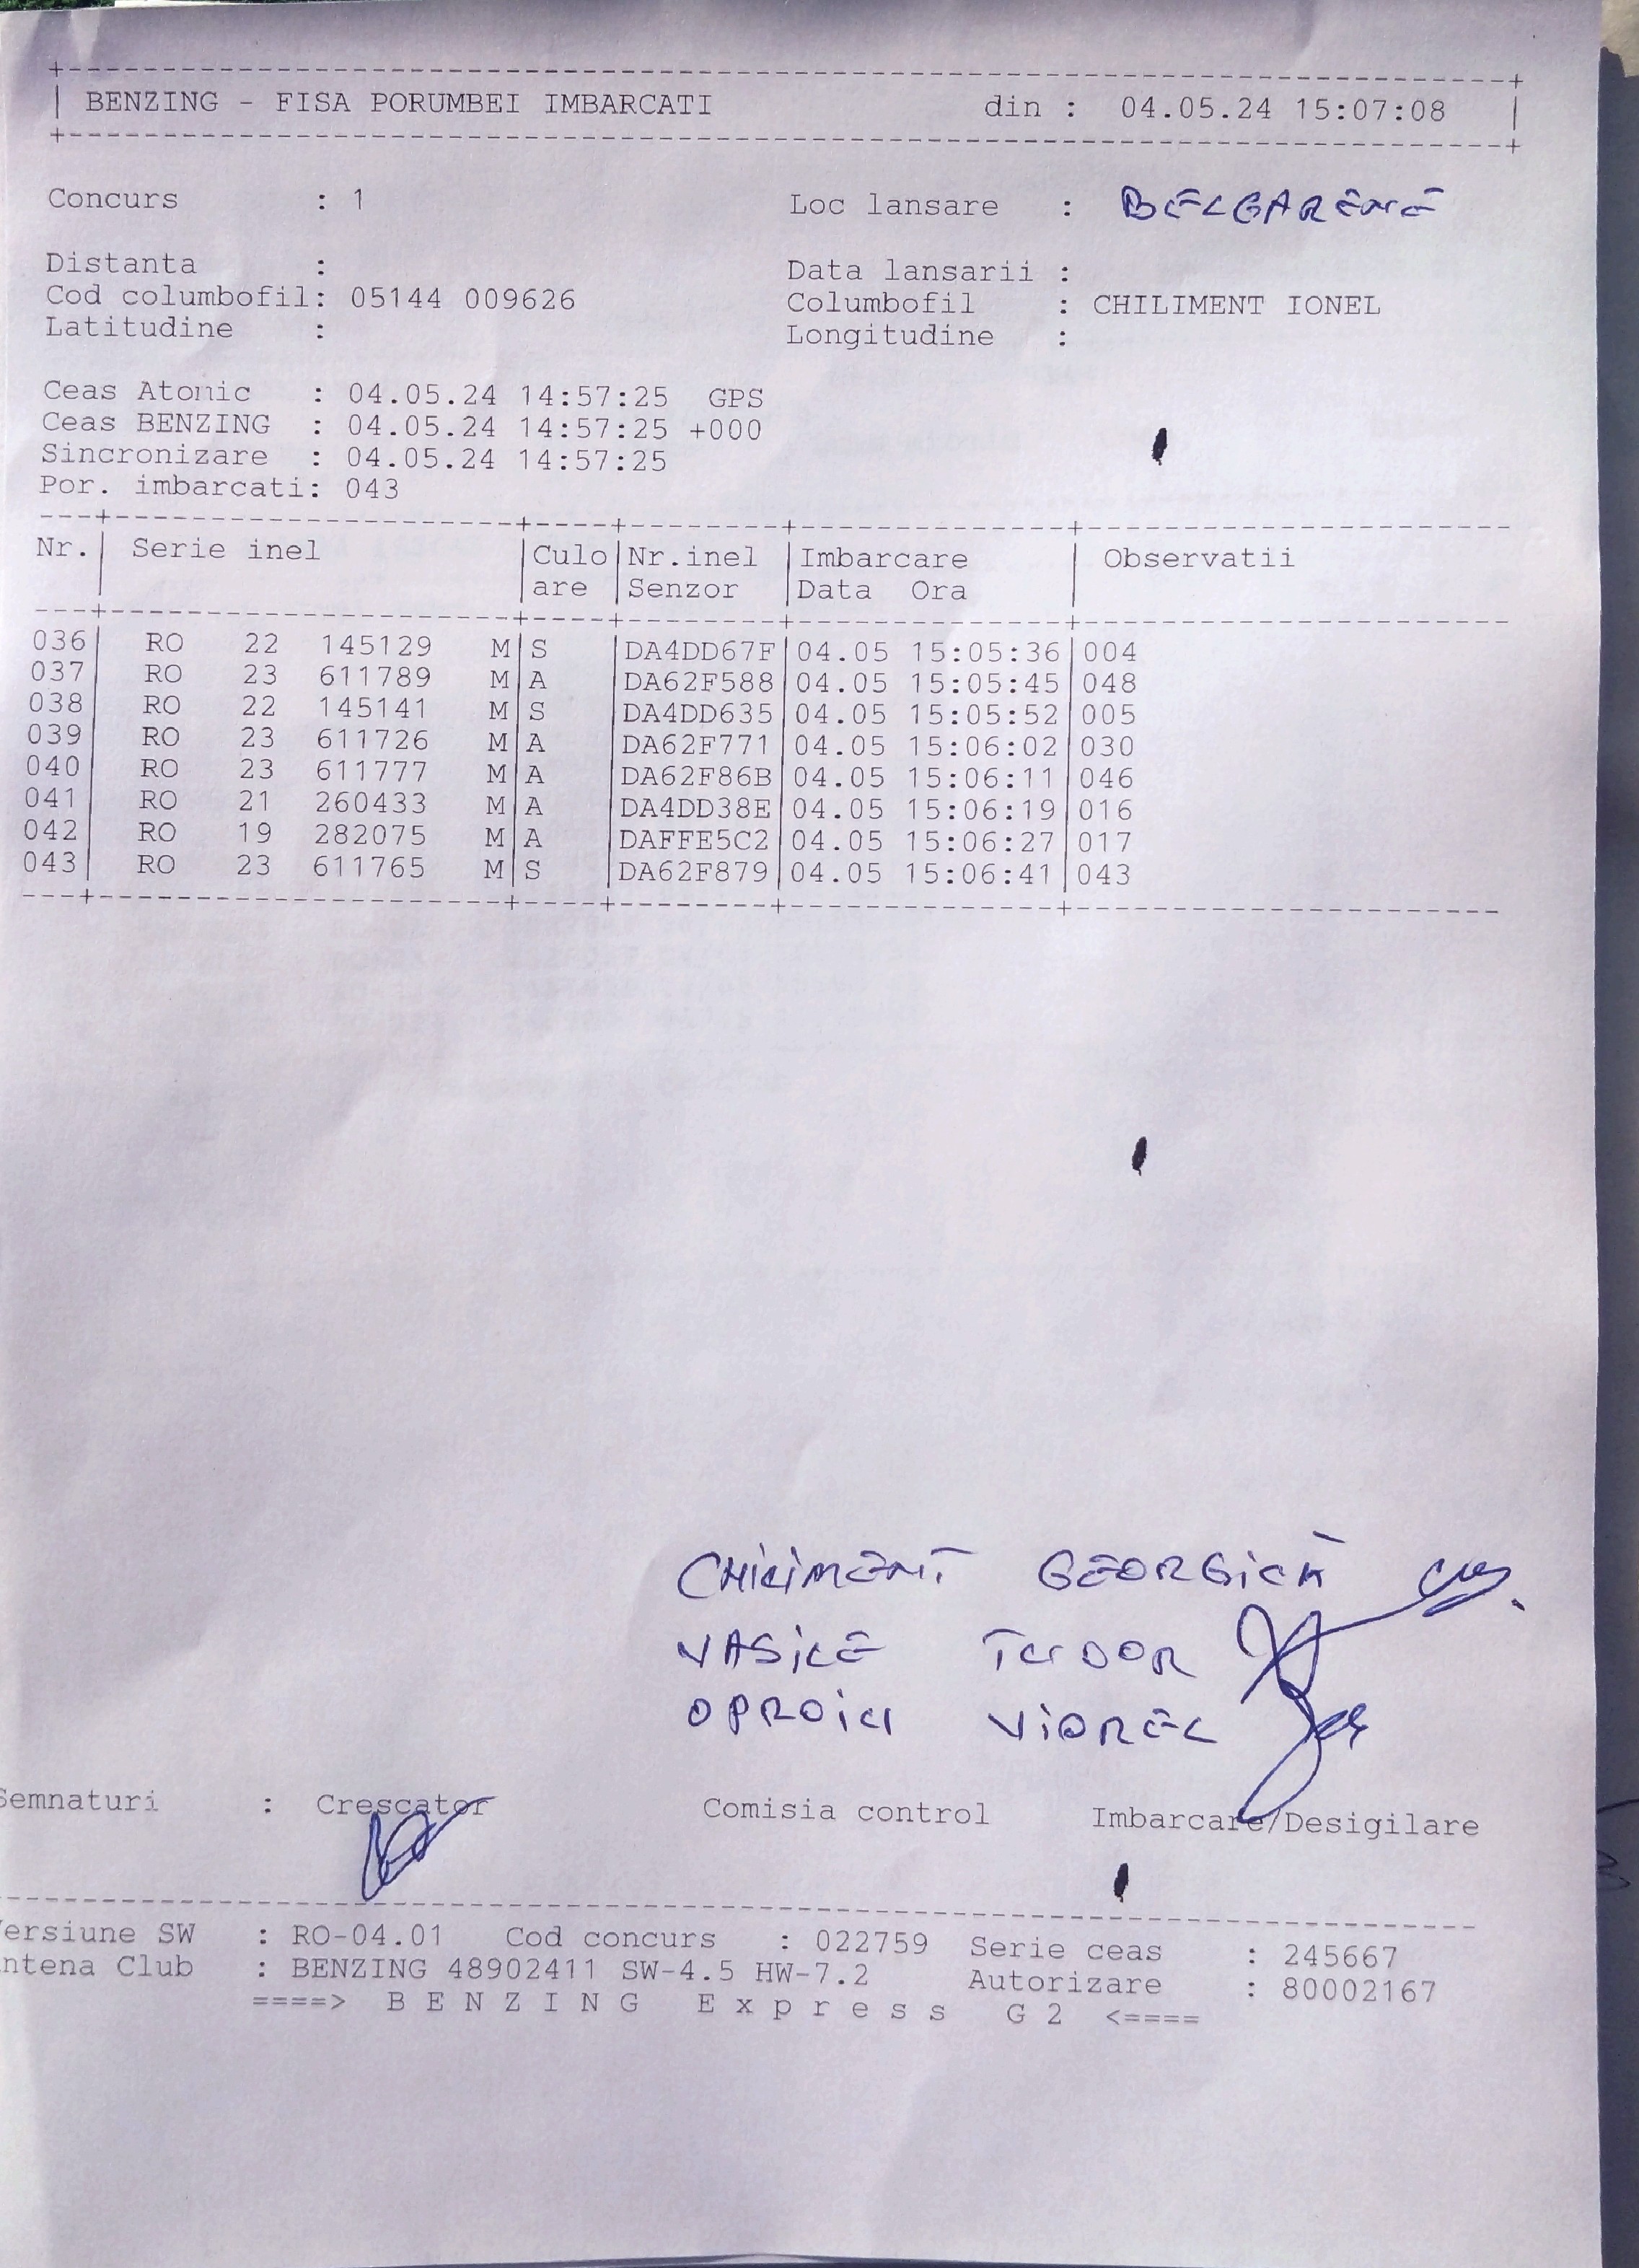 BENZING - FISA PORUMBEI IMBARCATI din : 04.05.24 15:07:08
Concurs : 1 Loc lansare : BELGARENE
Distanta : Data lansarii :
Cod columbofil: 05144 009626 Columbofil : CHILIMENT IONEL
Latitudine : Longitudine :
Ceas Atomic : 04.05.24 14:57:25 GPS
Ceas BENZING : 04.05.24 14:57:25 +000
Sincronizare : 04.05.24 14:57:25
Por. imbarcati: 043
Nr. Serie inel Culo Nr.inel Imbarcare Observatii
are Senzor Data Ora
036 RO 22 145129 M S DA4DD67F 04.05 15:05:36 004
037 RO 23 611789 M A DA62F588 04.05 15:05:45 048
038 RO 22 145141 M S DA4DD635 04.05 15:05:52 005
039 RO 23 611726 M A DA62F771 04.05 15:06:02 030
040 RO 23 611777 M A DA62F86B 04.05 15:06:11 046
041 RO 21 260433 M A DA4DD38E 04.05 15:06:19 016
042 RO 19 282075 M A DAFFE5C2 04.05 15:06:27 017
043 RO 23 611765 M S DA62F879 04.05 15:06:41 043
CHILIMENT GEORGICĂ
VASILE TUDOR
OPROIU VIOREL
Semnaturi : Crescator Comisia control Imbarcare/Desigilare
ersiune SW : RO-04.01 Cod concurs : 022759 Serie ceas : 245667
ntena Club : BENZING 48902411 SW-4.5 HW-7.2 Autorizare : 80002167
====> B E N Z I N G E x p r e s s G 2 <====